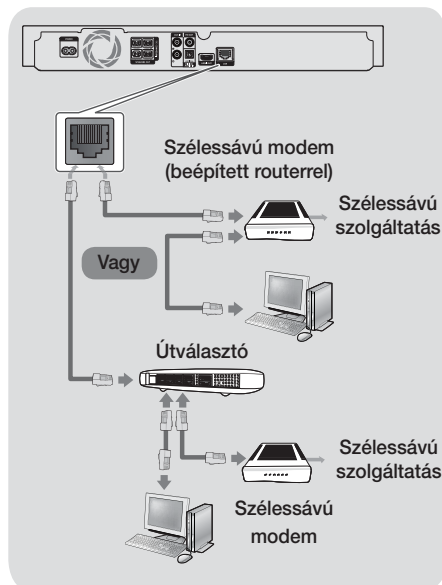 Szélessávú modem
(beépített routerrel)
Szélessávú
szolgáltatás
Vagy
Útválasztó
Szélessávú
szolgáltatás
Szélessávú
modem